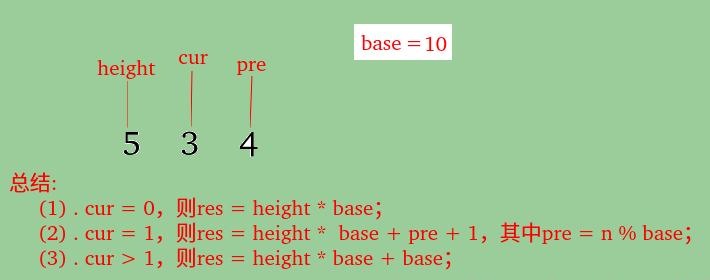 base = 10
height cur pre
5 3 4
总结:
(1) . cur = 0，则res = height * base；
(2) . cur = 1，则res = height * base + pre + 1，其中pre = n % base；
(3) . cur > 1，则res = height * base + base；